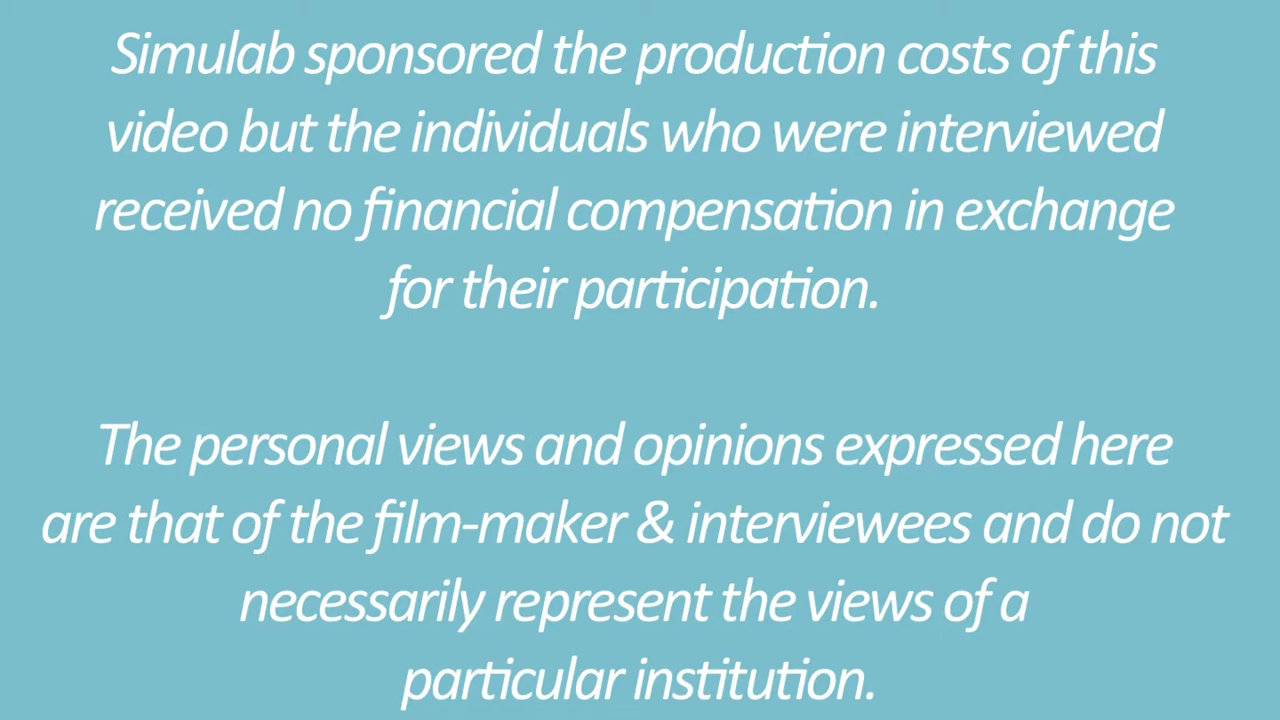 Simulab sponsored the production costs of this
video but the individuals who were interviewed
received no financial compensation in exchange
for their participation.
The personal views and opinions expressed here
are that of the film-maker & interviewees and do not
necessarily represent the views of a
particular institution.